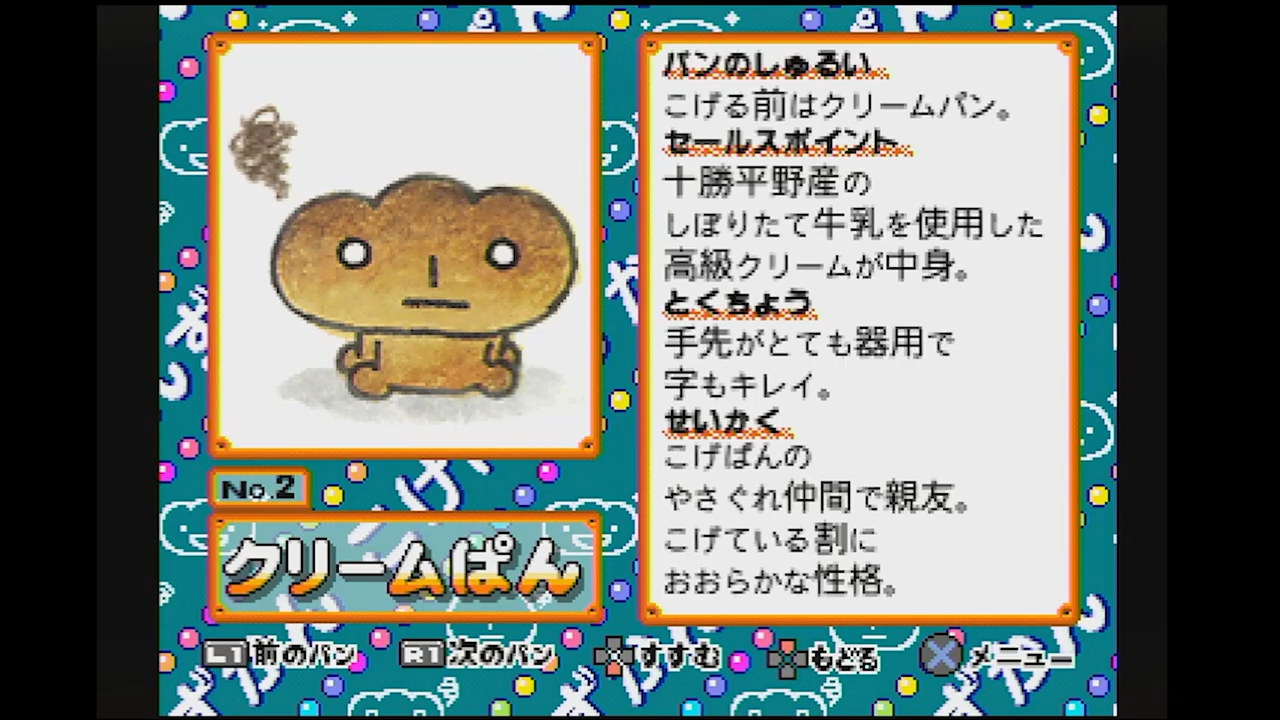 パンのしゅるい
こげる前はクリームパン。
セールスポイント
十勝平野産の
しぼりたて牛乳を使用した
高級クリームが中身。
とくちょう
手先がとても器用で
字もキレイ。
せいかく
こげぱんの
やさぐれ仲間で親友。
こげている割に
おおらかな性格。
No.2
クリームぱん
L1前のパン R1次のパン すすむ もどる メニュー